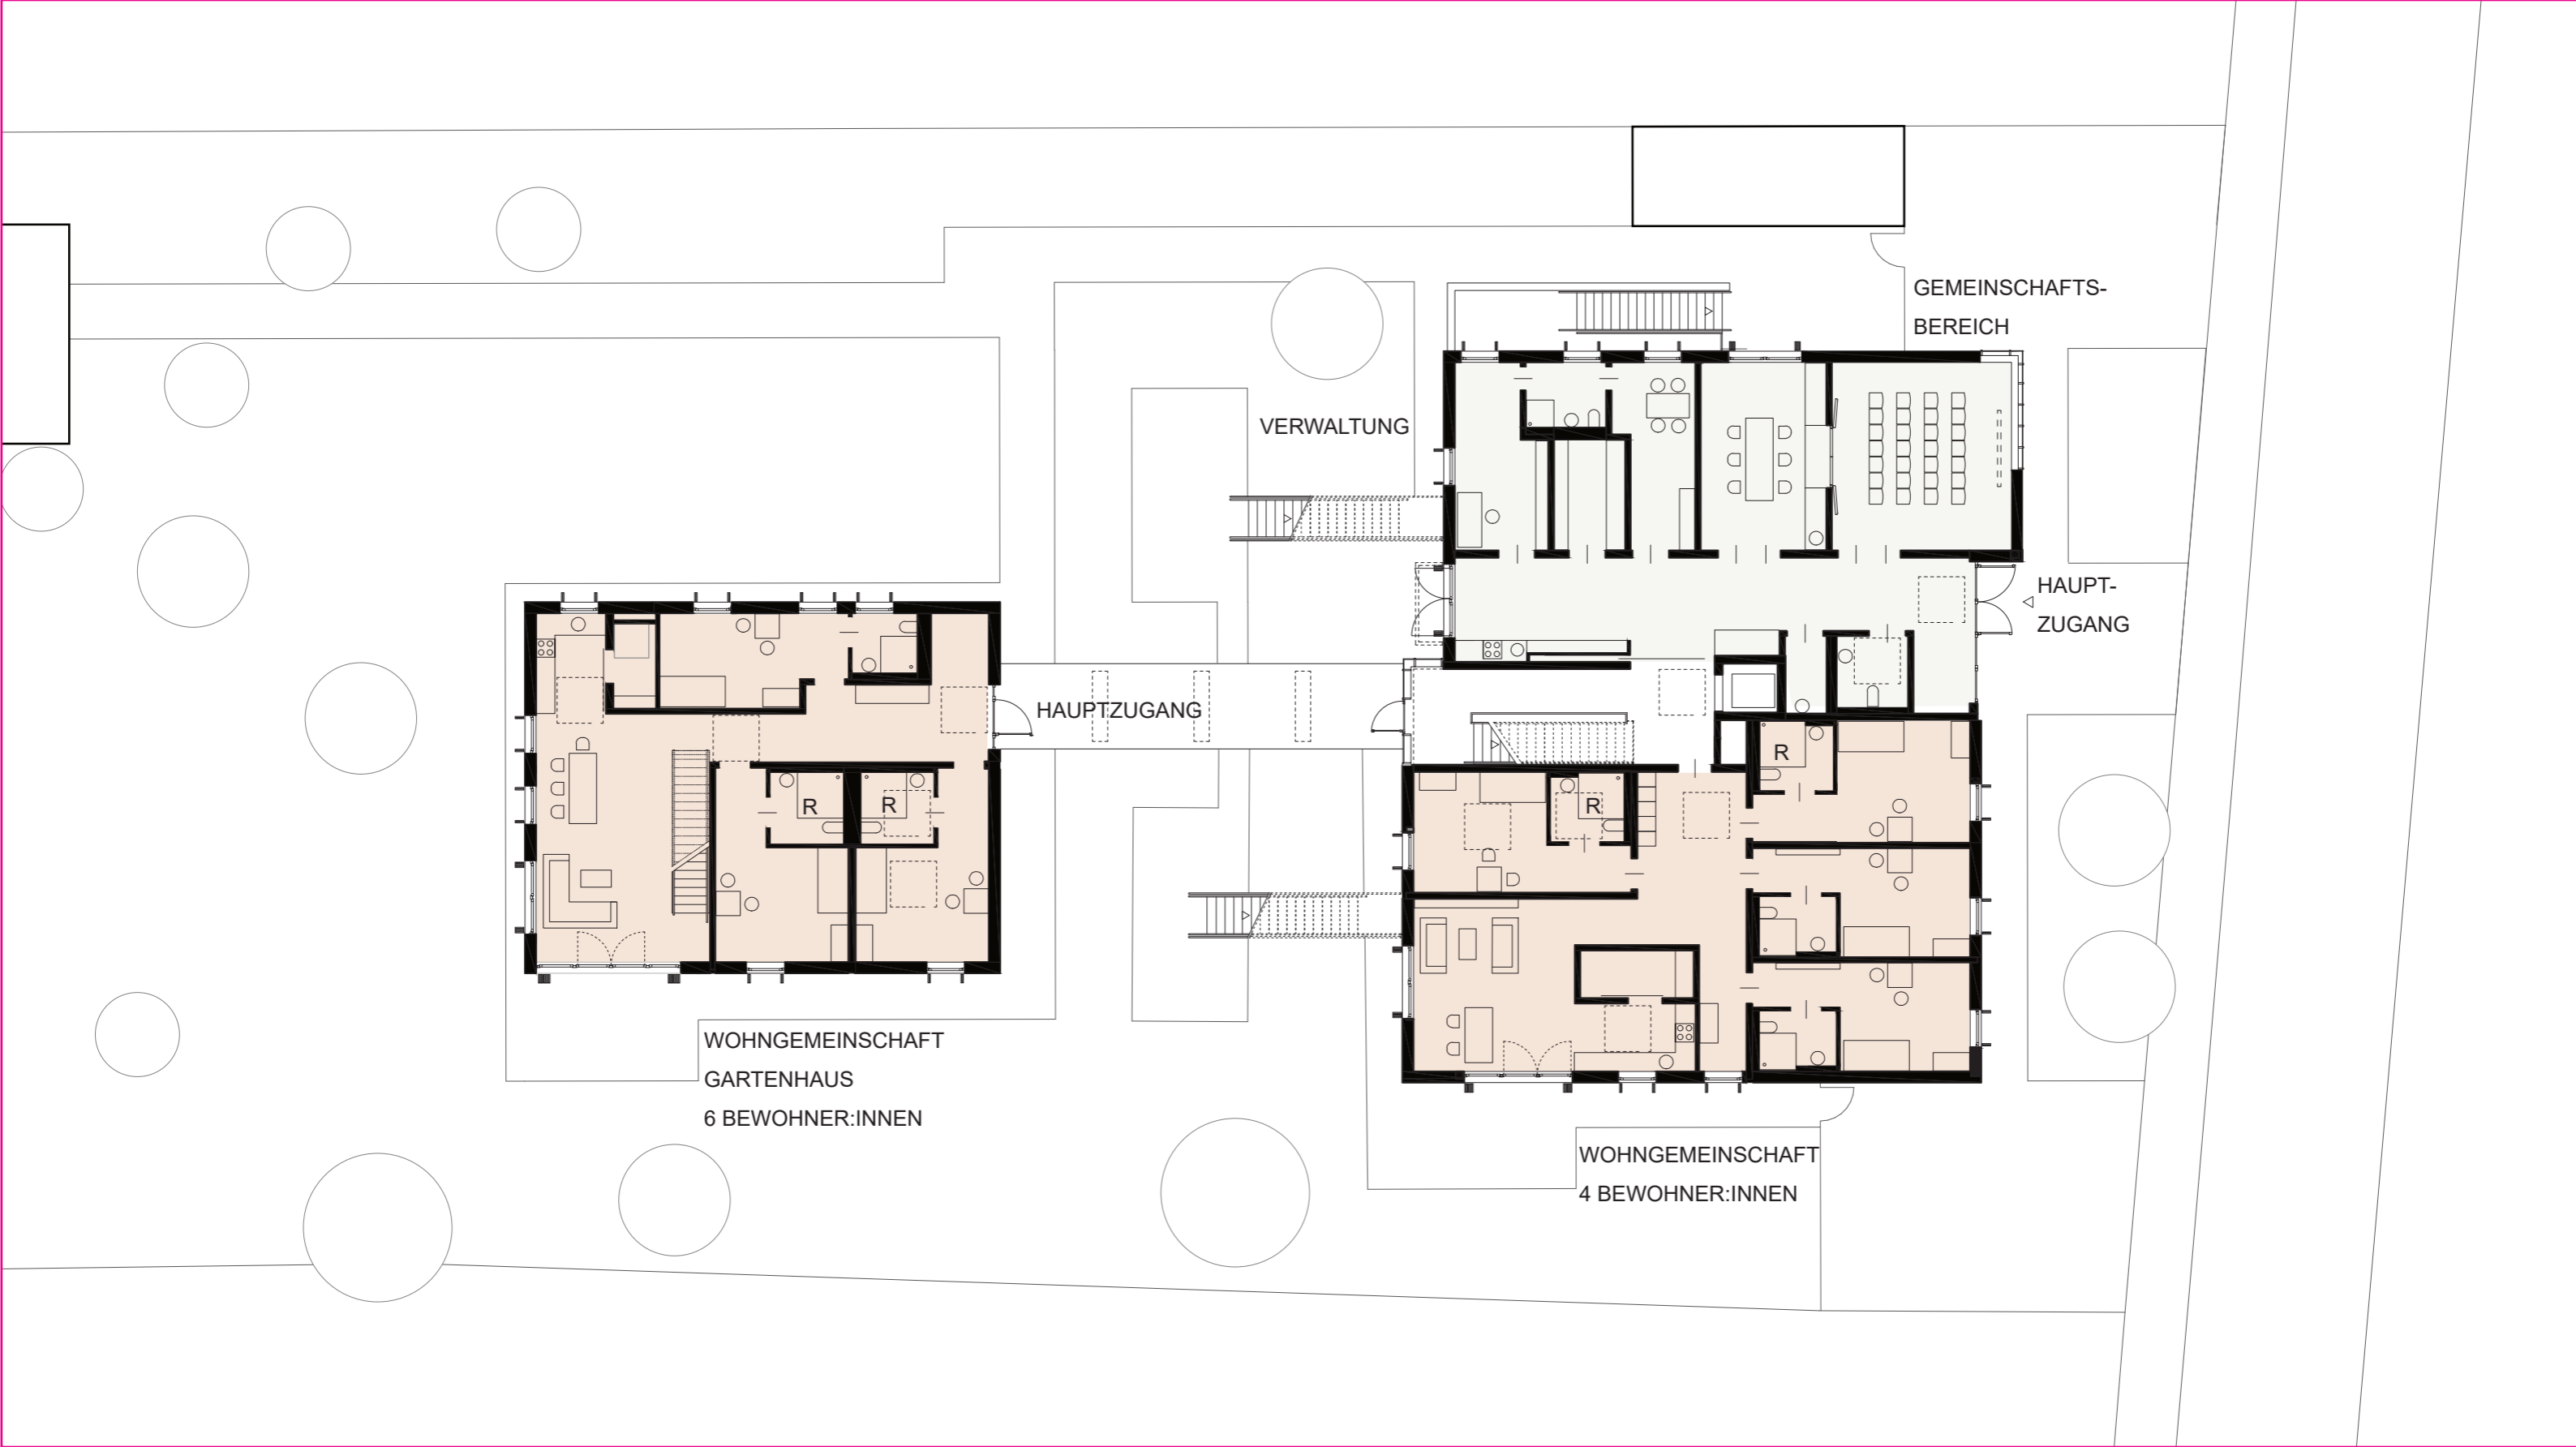 GEMEINSCHAFTS-
BEREICH
VERWALTUNG
HAUPT-
ZUGANG
HAUPTZUGANG
R
R
R
R
WOHNGEMEINSCHAFT
GARTENHAUS
6 BEWOHNER:INNEN
WOHNGEMEINSCHAFT
4 BEWOHNER:INNEN